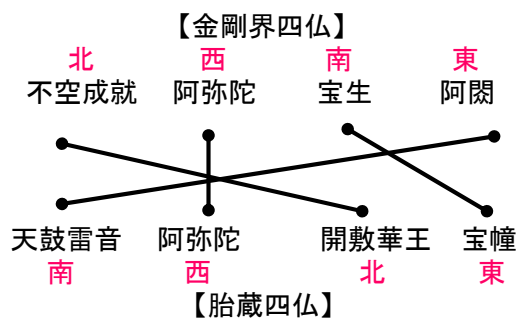 【金剛界四仏】
北 西 南 東
不空成就 阿弥陀 宝生 阿閦
天鼓雷音 阿弥陀 開敷華王 宝幢
南 西 北 東
【胎蔵四仏】